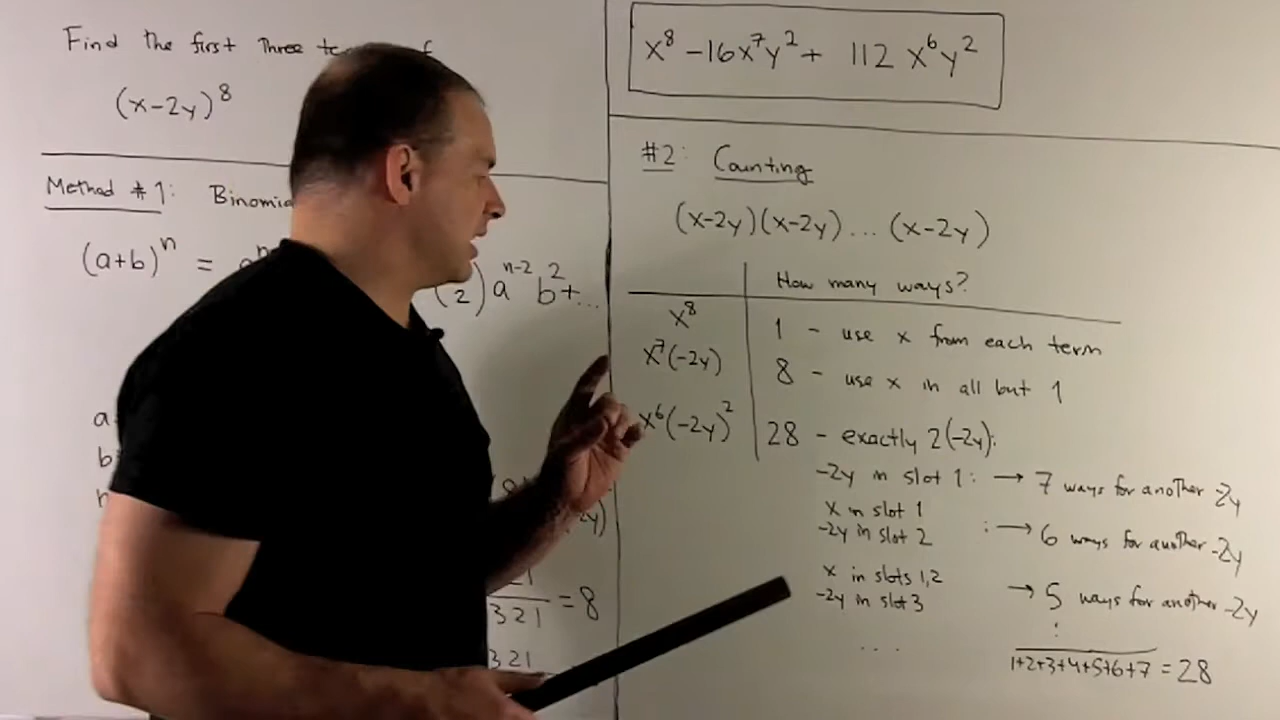 Find the first three
(x-2y)^8
Method #1:
(a+b)^n =
a^{n-2} b^2 + ...
= 8
x^8 - 16x^7y^2 + 112 x^6y^2
#2: Counting
(x-2y)(x-2y)...(x-2y)
How many ways?
x^8 1 - use x from each term
x^7(-2y) 8 - use x in all but 1
x^6(-2y)^2 28 - exactly 2(-2y):
-2y in slot 1: → 7 ways for another -2y
x in slot 1
-2y in slot 2 : → 6 ways for another -2y
x in slots 1,2
-2y in slot 3 → 5 ways for another -2y
....
1+2+3+4+5+6+7 = 28